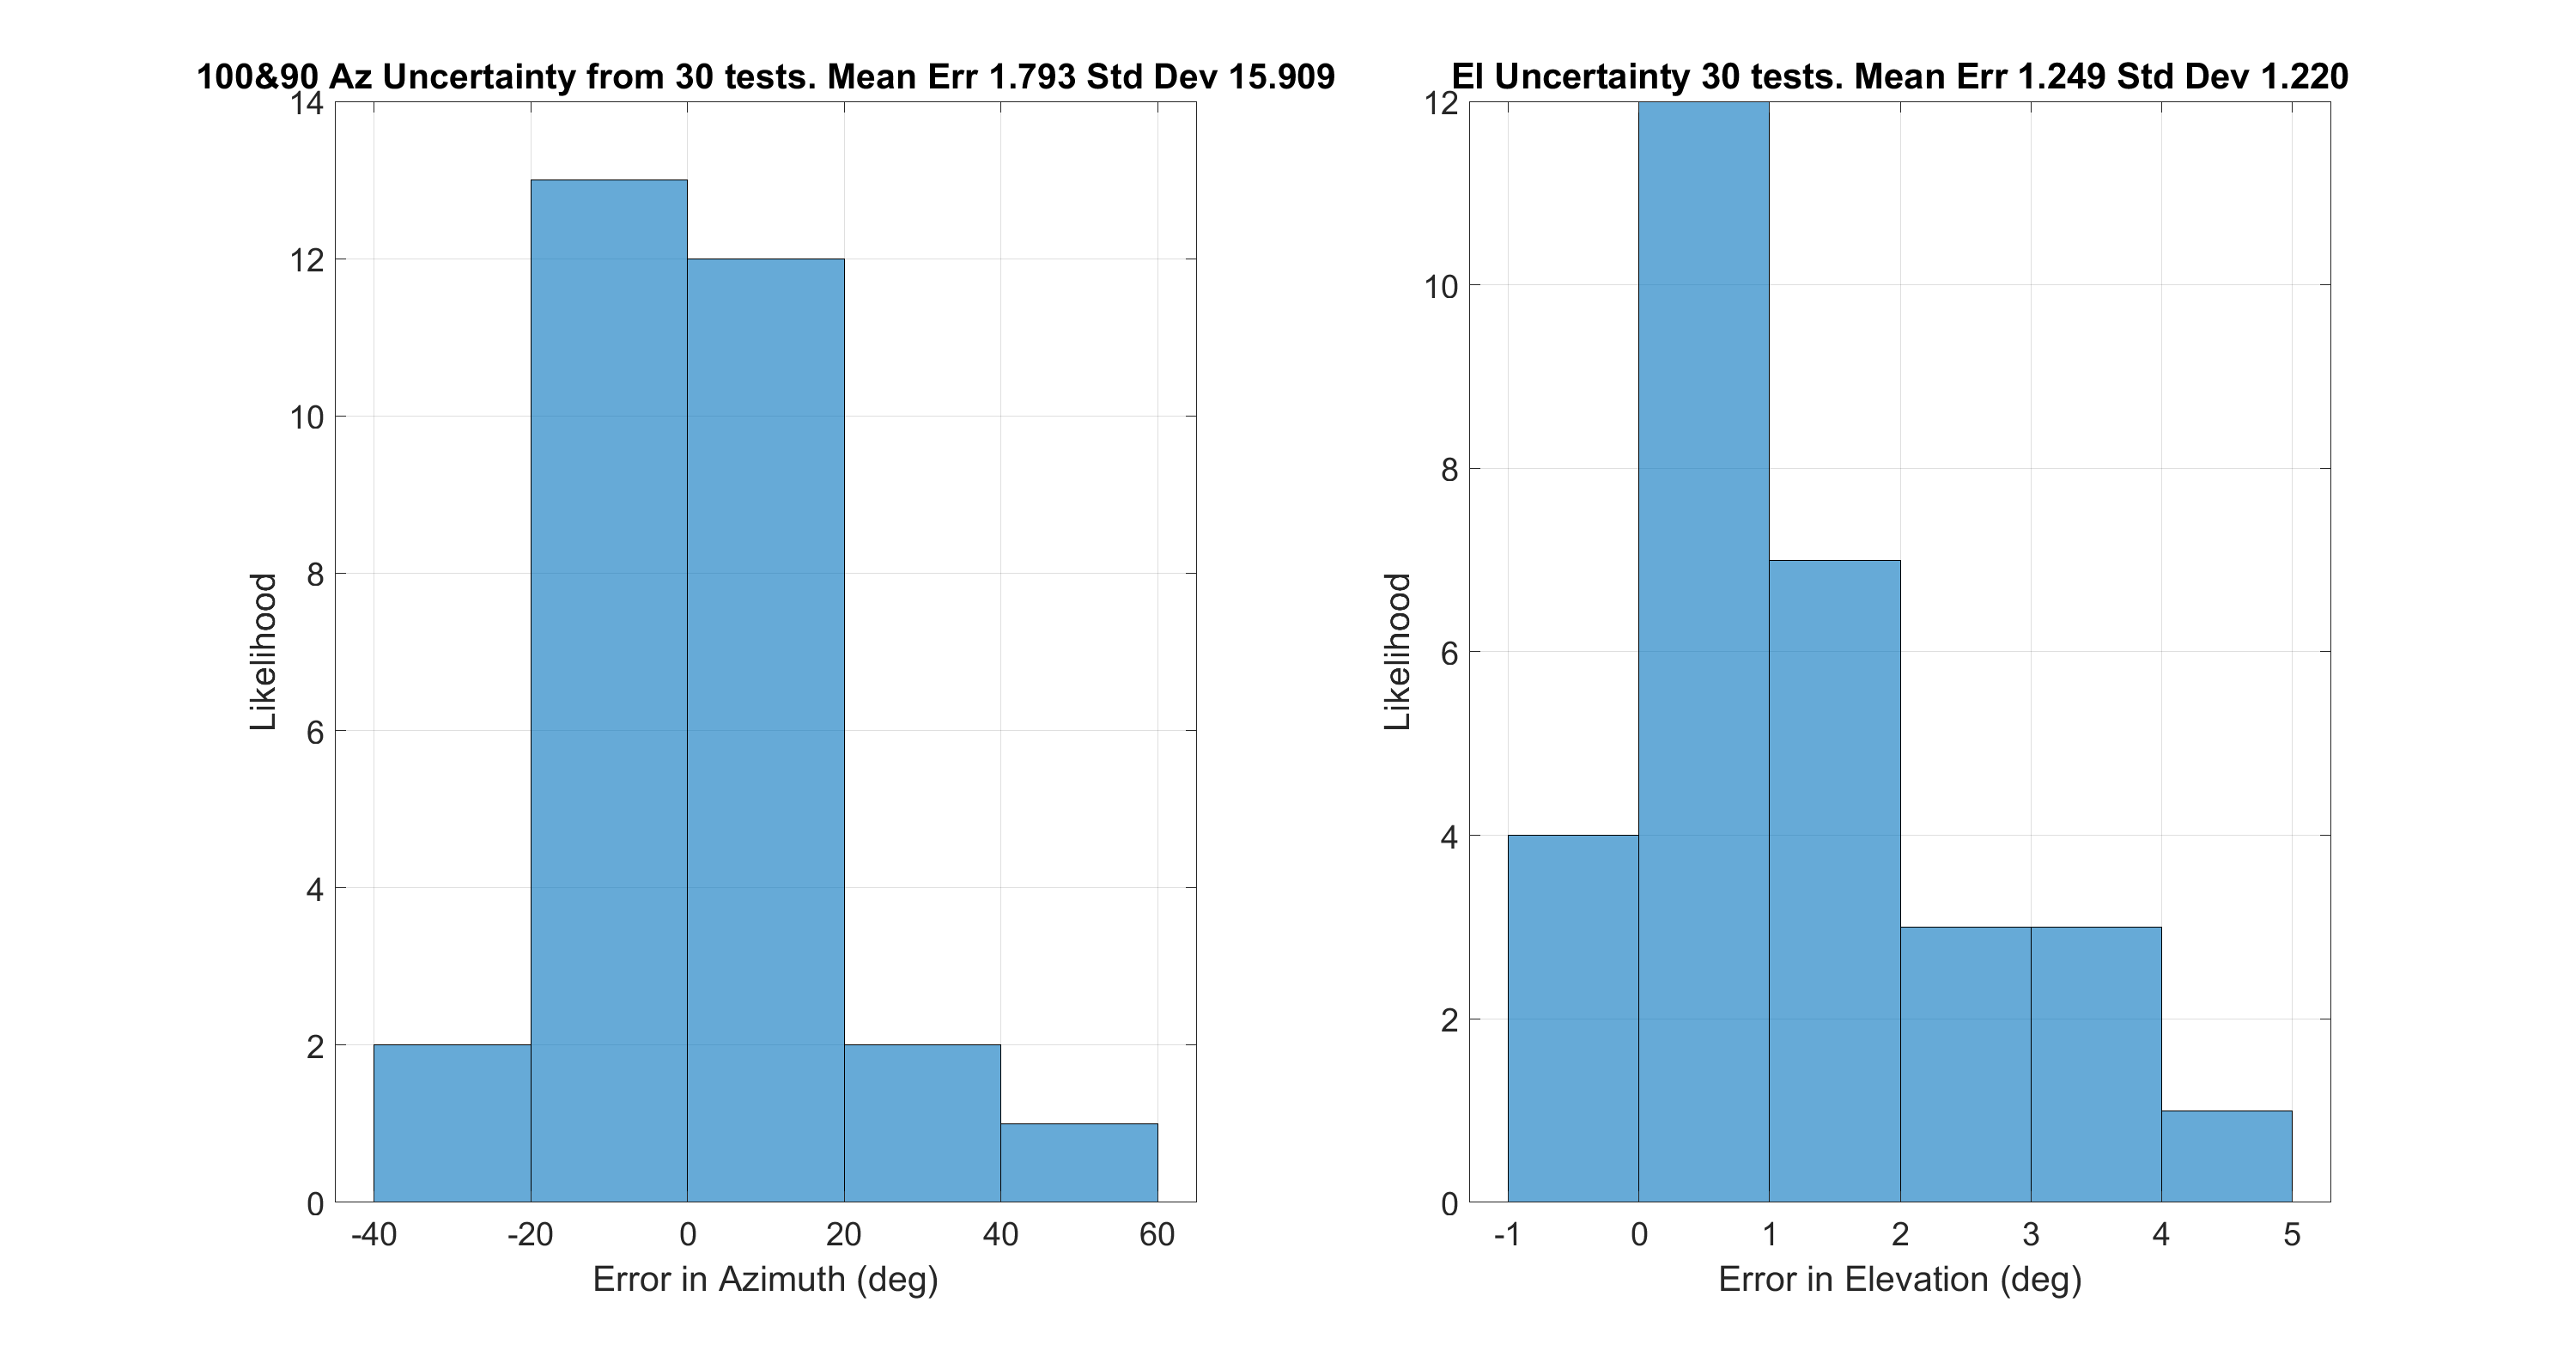 100&90 Az Uncertainty from 30 tests. Mean Err 1.793 Std Dev 15.909
14
12
10
8
6
4
2
0
Likelihood
-40 -20 0 20 40 60
Error in Azimuth (deg)
El Uncertainty 30 tests. Mean Err 1.249 Std Dev 1.220
12
10
8
6
4
2
0
Likelihood
-1 0 1 2 3 4 5
Error in Elevation (deg)